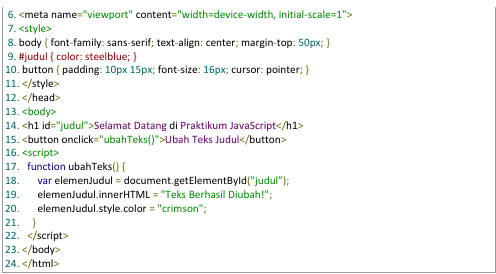 6. <meta name="viewport" content="width=device-width, initial-scale=1">
7. <style>
8. body { font-family: sans-serif; text-align: center; margin-top: 50px; }
9. #judul { color: steelblue; }
10. button { padding: 10px 15px; font-size: 16px; cursor: pointer; }
11. </style>
12. </head>
13. <body>
14. <h1 id="judul">Selamat Datang di Praktikum JavaScript</h1>
15. <button onclick="ubahTeks()">Ubah Teks Judul</button>
16. <script>
17. function ubahTeks() {
18. var elemenJudul = document.getElementById("judul");
19. elemenJudul.innerHTML = "Teks Berhasil Diubah!";
20. elemenJudul.style.color = "crimson";
21. }
22. </script>
23. </body>
24. </html>